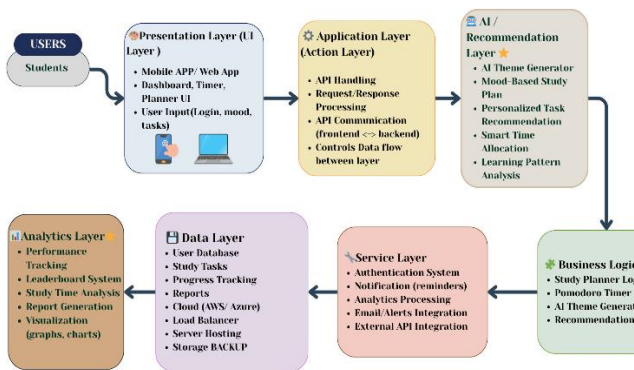 USERS
Students
Presentation Layer (UI
Layer )
Mobile APP/ Web App
Dashboard, Timer,
Planner UI
User Input(Login, mood,
tasks)
Application Layer
(Action Layer)
API Handling
Request/Response
Processing
API Communication
(frontend <-> backend)
Controls Data flow
between layer
AI /
Recommendation
Layer
AI Theme Generator
Mood-Based Study
Plan
Personalized Task
Recommendation
Smart Time
Allocation
Learning Pattern
Analysis
Analytics Layer
Performance
Tracking
Leaderboard System
Study Time Analysis
Report Generation
Visualization
(graphs, charts)
Data Layer
User Database
Study Tasks
Progress Tracking
Reports
Cloud (AWS/ Azure)
Load Balancer
Server Hosting
Storage BACKUP
Service Layer
Authentication System
Notification (reminders)
Analytics Processing
Email/Alerts Integration
External API Integration
Business Logic
Study Planner
Pomodoro Timer
AI Theme
Recommendation